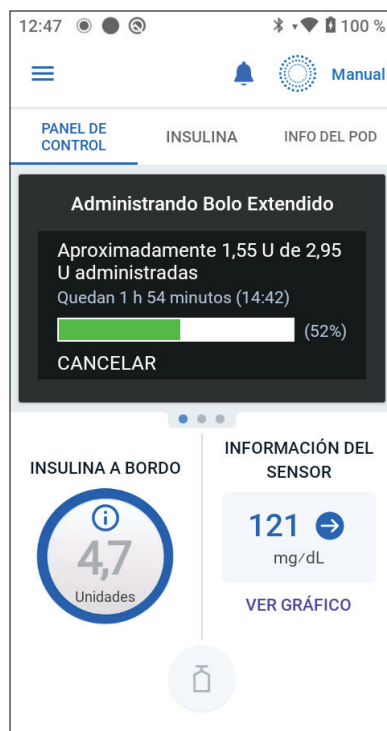 12:47 100 %
Manual
PANEL DE
CONTROL
INSULINA
INFO DEL POD
Administrando Bolo Extendido
Aproximadamente 1,55 U de 2,95
U administradas
Quedan 1 h 54 minutos (14:42)
(52%)
CANCELAR
INSULINA A BORDO
4,7
Unidades
INFORMACIÓN DEL
SENSOR
121
mg/dL
VER GRÁFICO